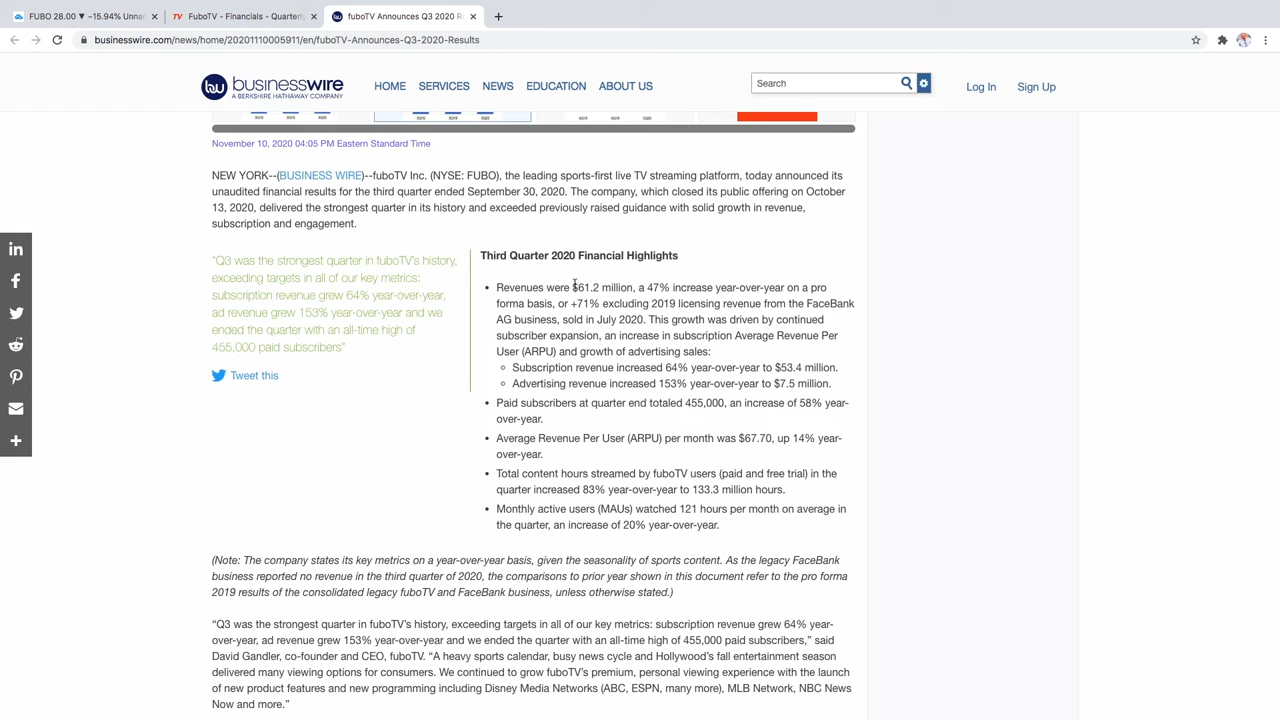 FUBO 28.00 ▼ −15.94% Unna
FuboTV - Financials - Quarterly
fuboTV Announces Q3 2020 Re
businesswire.com/news/home/20201110005911/en/fuboTV-Announces-Q3-2020-Results
businesswire
A BERKSHIRE HATHAWAY COMPANY
HOME SERVICES NEWS EDUCATION ABOUT US
Search
Log In Sign Up
November 10, 2020 04:05 PM Eastern Standard Time
NEW YORK--(BUSINESS WIRE)--fuboTV Inc. (NYSE: FUBO), the leading sports-first live TV streaming platform, today announced its
unaudited financial results for the third quarter ended September 30, 2020. The company, which closed its public offering on October
13, 2020, delivered the strongest quarter in its history and exceeded previously raised guidance with solid growth in revenue,
subscription and engagement.
“Q3 was the strongest quarter in fuboTV's history,
exceeding targets in all of our key metrics:
subscription revenue grew 64% year-over-year,
ad revenue grew 153% year-over-year and we
ended the quarter with an all-time high of
455,000 paid subscribers”
Tweet this
Third Quarter 2020 Financial Highlights
• Revenues were $61.2 million, a 47% increase year-over-year on a pro
forma basis, or +71% excluding 2019 licensing revenue from the FaceBank
AG business, sold in July 2020. This growth was driven by continued
subscriber expansion, an increase in subscription Average Revenue Per
User (ARPU) and growth of advertising sales:
Subscription revenue increased 64% year-over-year to $53.4 million.
Advertising revenue increased 153% year-over-year to $7.5 million.
• Paid subscribers at quarter end totaled 455,000, an increase of 58% year-
over-year.
• Average Revenue Per User (ARPU) per month was $67.70, up 14% year-
over-year.
• Total content hours streamed by fuboTV users (paid and free trial) in the
quarter increased 83% year-over-year to 133.3 million hours.
• Monthly active users (MAUs) watched 121 hours per month on average in
the quarter, an increase of 20% year-over-year.
(Note: The company states its key metrics on a year-over-year basis, given the seasonality of sports content. As the legacy FaceBank
business reported no revenue in the third quarter of 2020, the comparisons to prior year shown in this document refer to the pro forma
2019 results of the consolidated legacy fuboTV and FaceBank business, unless otherwise stated.)
“Q3 was the strongest quarter in fuboTV's history, exceeding targets in all of our key metrics: subscription revenue grew 64% year-
over-year, ad revenue grew 153% year-over-year and we ended the quarter with an all-time high of 455,000 paid subscribers,” said
David Gandler, co-founder and CEO, fuboTV. “A heavy sports calendar, busy news cycle and Hollywood's fall entertainment season
delivered many viewing options for consumers. We continued to grow fuboTV's premium, personal viewing experience with the launch
of new product features and new programming including Disney Media Networks (ABC, ESPN, many more), MLB Network, NBC News
Now and more.”